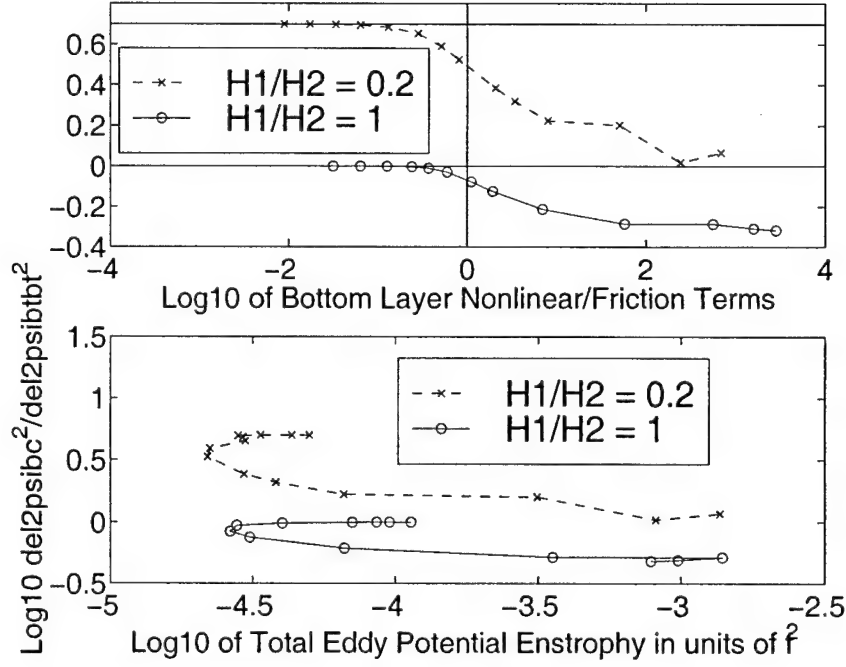 0.6
0.4
0.2
0
−0.2
−0.4
H1/H2 = 0.2
H1/H2 = 1
−4 −2 0 2 4
Log10 of Bottom Layer Nonlinear/Friction Terms
Log10 del2psibc²/del2psibtbt²
1.5
1
0.5
0
−0.5
H1/H2 = 0.2
H1/H2 = 1
−5 −4.5 −4 −3.5 −3 −2.5
Log10 of Total Eddy Potential Enstrophy in units of f²